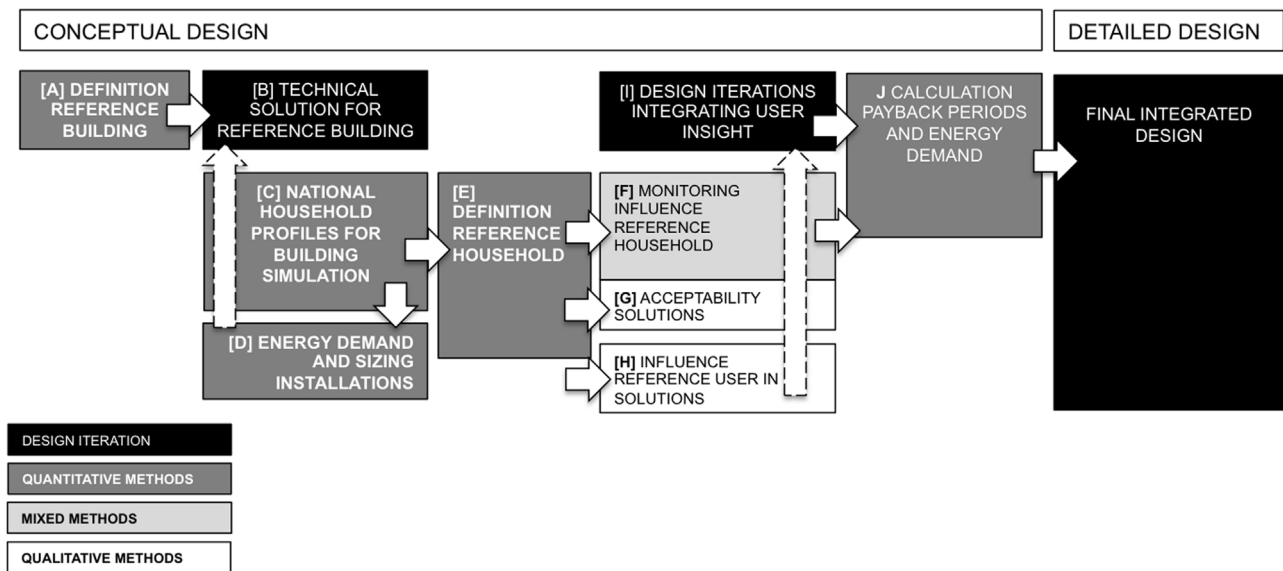 CONCEPTUAL DESIGN
DETAILED DESIGN
[A] DEFINITION
REFERENCE
BUILDING
[B] TECHNICAL
SOLUTION FOR
REFERENCE BUILDING
[I] DESIGN ITERATIONS
INTEGRATING USER
INSIGHT
J CALCULATION
PAYBACK PERIODS
AND ENERGY
DEMAND
FINAL INTEGRATED
DESIGN
[C] NATIONAL
HOUSEHOLD
PROFILES FOR
BUILDING
SIMULATION
[E]
DEFINITION
REFERENCE
HOUSEHOLD
[F] MONITORING
INFLUENCE
REFERENCE
HOUSEHOLD
[G] ACCEPTABILITY
SOLUTIONS
[D] ENERGY DEMAND
AND SIZING
INSTALLATIONS
[H] INFLUENCE
REFERENCE USER IN
SOLUTIONS
DESIGN ITERATION
QUANTITATIVE METHODS
MIXED METHODS
QUALITATIVE METHODS